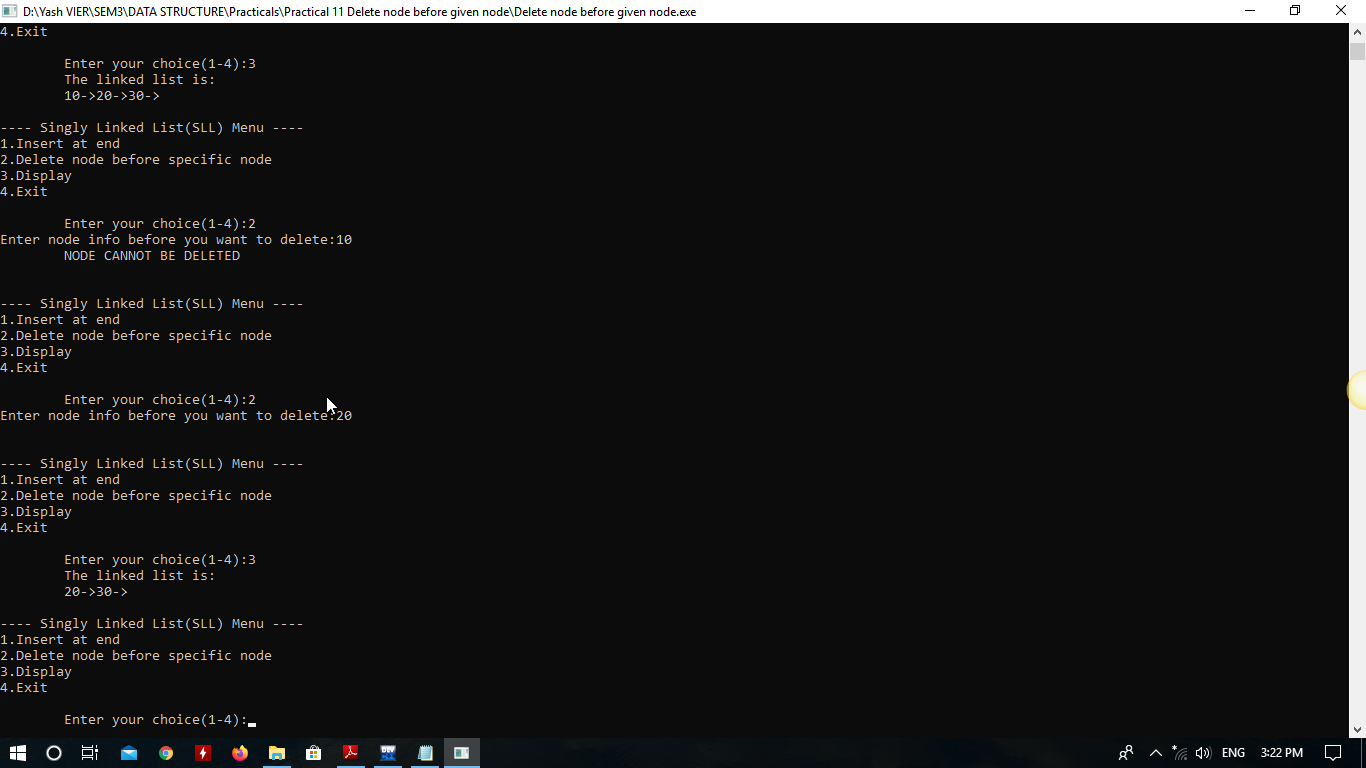 D:\Yash VIER\SEM3\DATA STRUCTURE\Practicals\Practical 11 Delete node before given node\Delete node before given node.exe
4.Exit
Enter your choice(1-4):3
The linked list is:
10->20->30->
---- Singly Linked List(SLL) Menu ----
1.Insert at end
2.Delete node before specific node
3.Display
4.Exit
Enter your choice(1-4):2
Enter node info before you want to delete:10
NODE CANNOT BE DELETED
---- Singly Linked List(SLL) Menu ----
1.Insert at end
2.Delete node before specific node
3.Display
4.Exit
Enter your choice(1-4):2
Enter node info before you want to delete:20
---- Singly Linked List(SLL) Menu ----
1.Insert at end
2.Delete node before specific node
3.Display
4.Exit
Enter your choice(1-4):3
The linked list is:
20->30->
---- Singly Linked List(SLL) Menu ----
1.Insert at end
2.Delete node before specific node
3.Display
4.Exit
Enter your choice(1-4):
DEV
ENG 3:22 PM